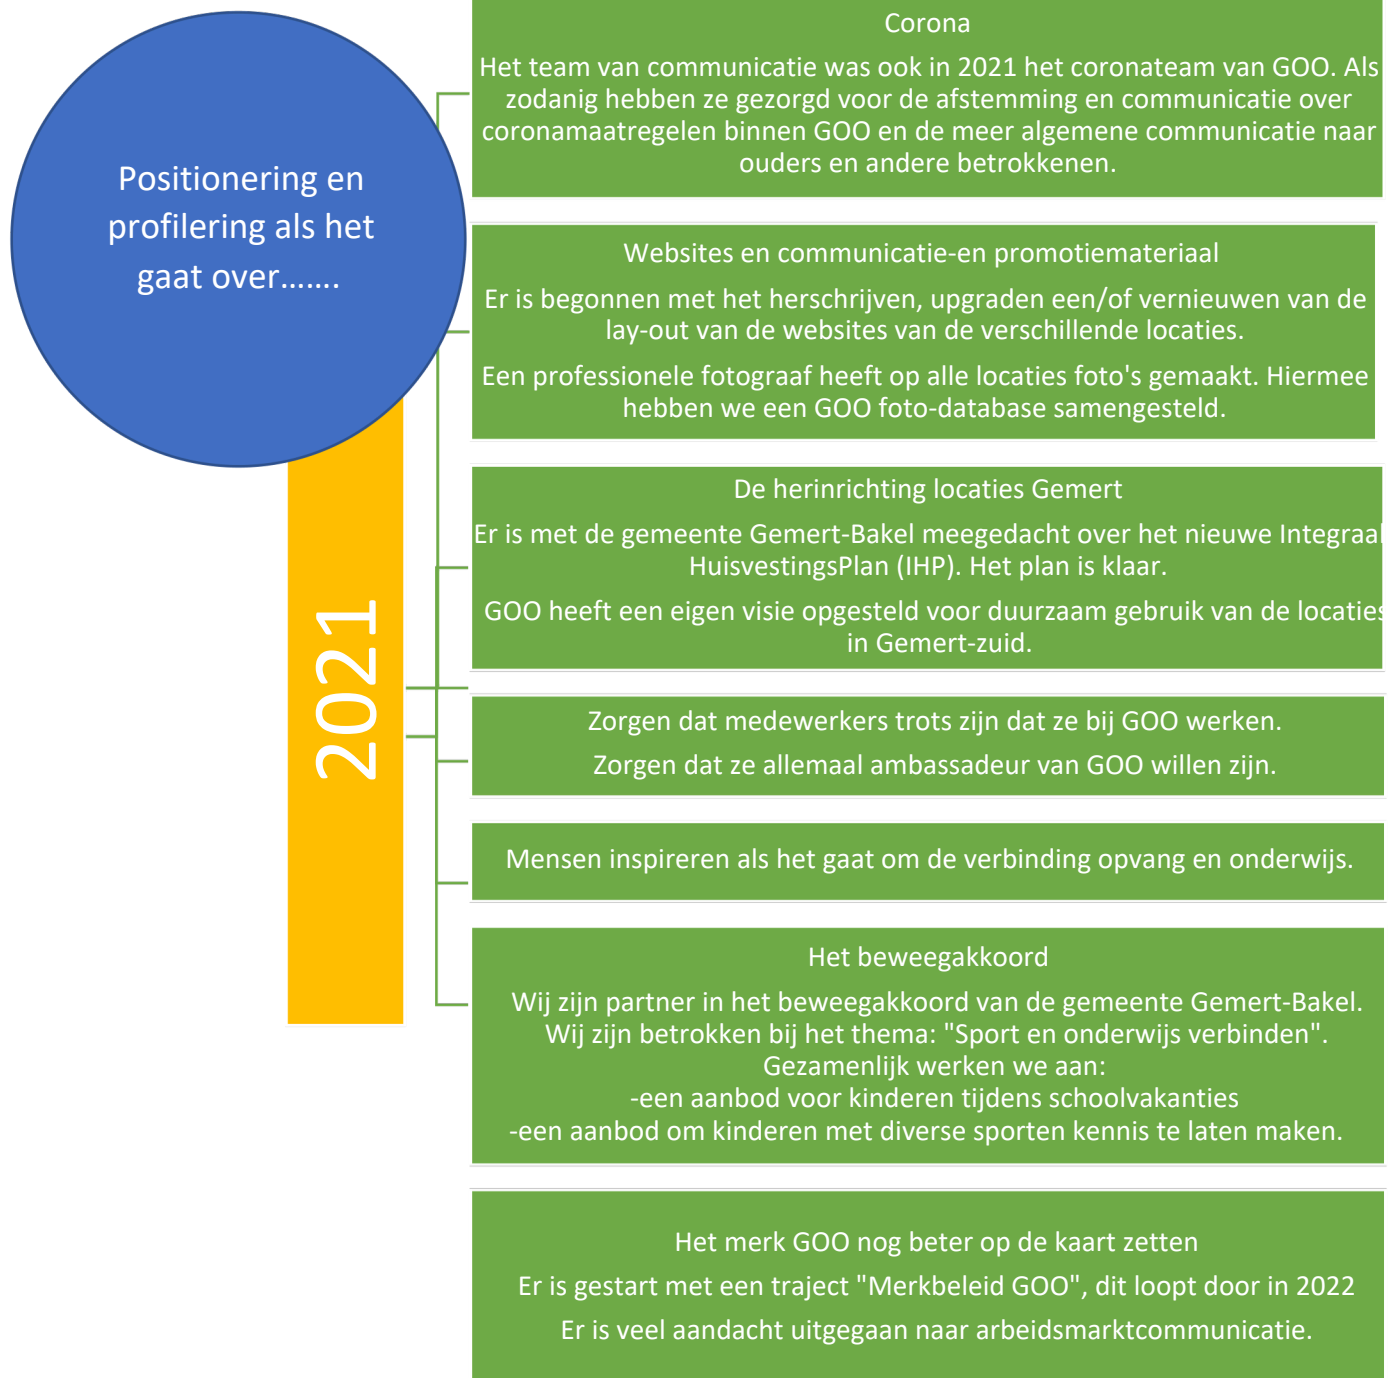 Positionering en
profilering als het
gaat over…….
2021
Corona
Het team van communicatie was ook in 2021 het coronateam van GOO. Als
zodanig hebben ze gezorgd voor de afstemming en communicatie over
coronamaatregelen binnen GOO en de meer algemene communicatie naar
ouders en andere betrokkenen.
Websites en communicatie-en promotiemateriaal
Er is begonnen met het herschrijven, upgraden een/of vernieuwen van de
lay-out van de websites van de verschillende locaties.
Een professionele fotograaf heeft op alle locaties foto's gemaakt. Hiermee
hebben we een GOO foto-database samengesteld.
De herinrichting locaties Gemert
Er is met de gemeente Gemert-Bakel meegedacht over het nieuwe Integraal
HuisvestingsPlan (IHP). Het plan is klaar.
GOO heeft een eigen visie opgesteld voor duurzaam gebruik van de locaties
in Gemert-zuid.
Zorgen dat medewerkers trots zijn dat ze bij GOO werken.
Zorgen dat ze allemaal ambassadeur van GOO willen zijn.
Mensen inspireren als het gaat om de verbinding opvang en onderwijs.
Het beweegakkoord
Wij zijn partner in het beweegakkoord van de gemeente Gemert-Bakel.
Wij zijn betrokken bij het thema: "Sport en onderwijs verbinden".
Gezamenlijk werken we aan:
-een aanbod voor kinderen tijdens schoolvakanties
-een aanbod om kinderen met diverse sporten kennis te laten maken.
Het merk GOO nog beter op de kaart zetten
Er is gestart met een traject "Merkbeleid GOO", dit loopt door in 2022
Er is veel aandacht uitgegaan naar arbeidsmarktcommunicatie.